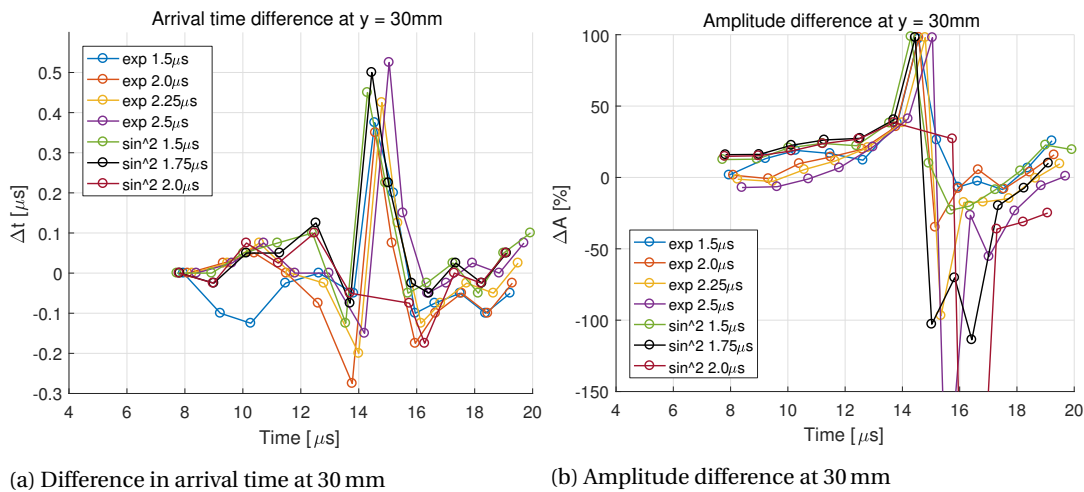 Arrival time difference at y = 30mm
0.5
0.4
0.3
0.2
0.1
0
-0.1
-0.2
-0.3
Δt [μs]
exp 1.5μs
exp 2.0μs
exp 2.25μs
exp 2.5μs
sin^2 1.5μs
sin^2 1.75μs
sin^2 2.0μs
4 6 8 10 12 14 16 18 20
Time [μs]
(a) Difference in arrival time at 30 mm
Amplitude difference at y = 30mm
100
50
0
-50
-100
-150
ΔA [%]
exp 1.5μs
exp 2.0μs
exp 2.25μs
exp 2.5μs
sin^2 1.5μs
sin^2 1.75μs
sin^2 2.0μs
4 6 8 10 12 14 16 18 20
Time [μs]
(b) Amplitude difference at 30 mm